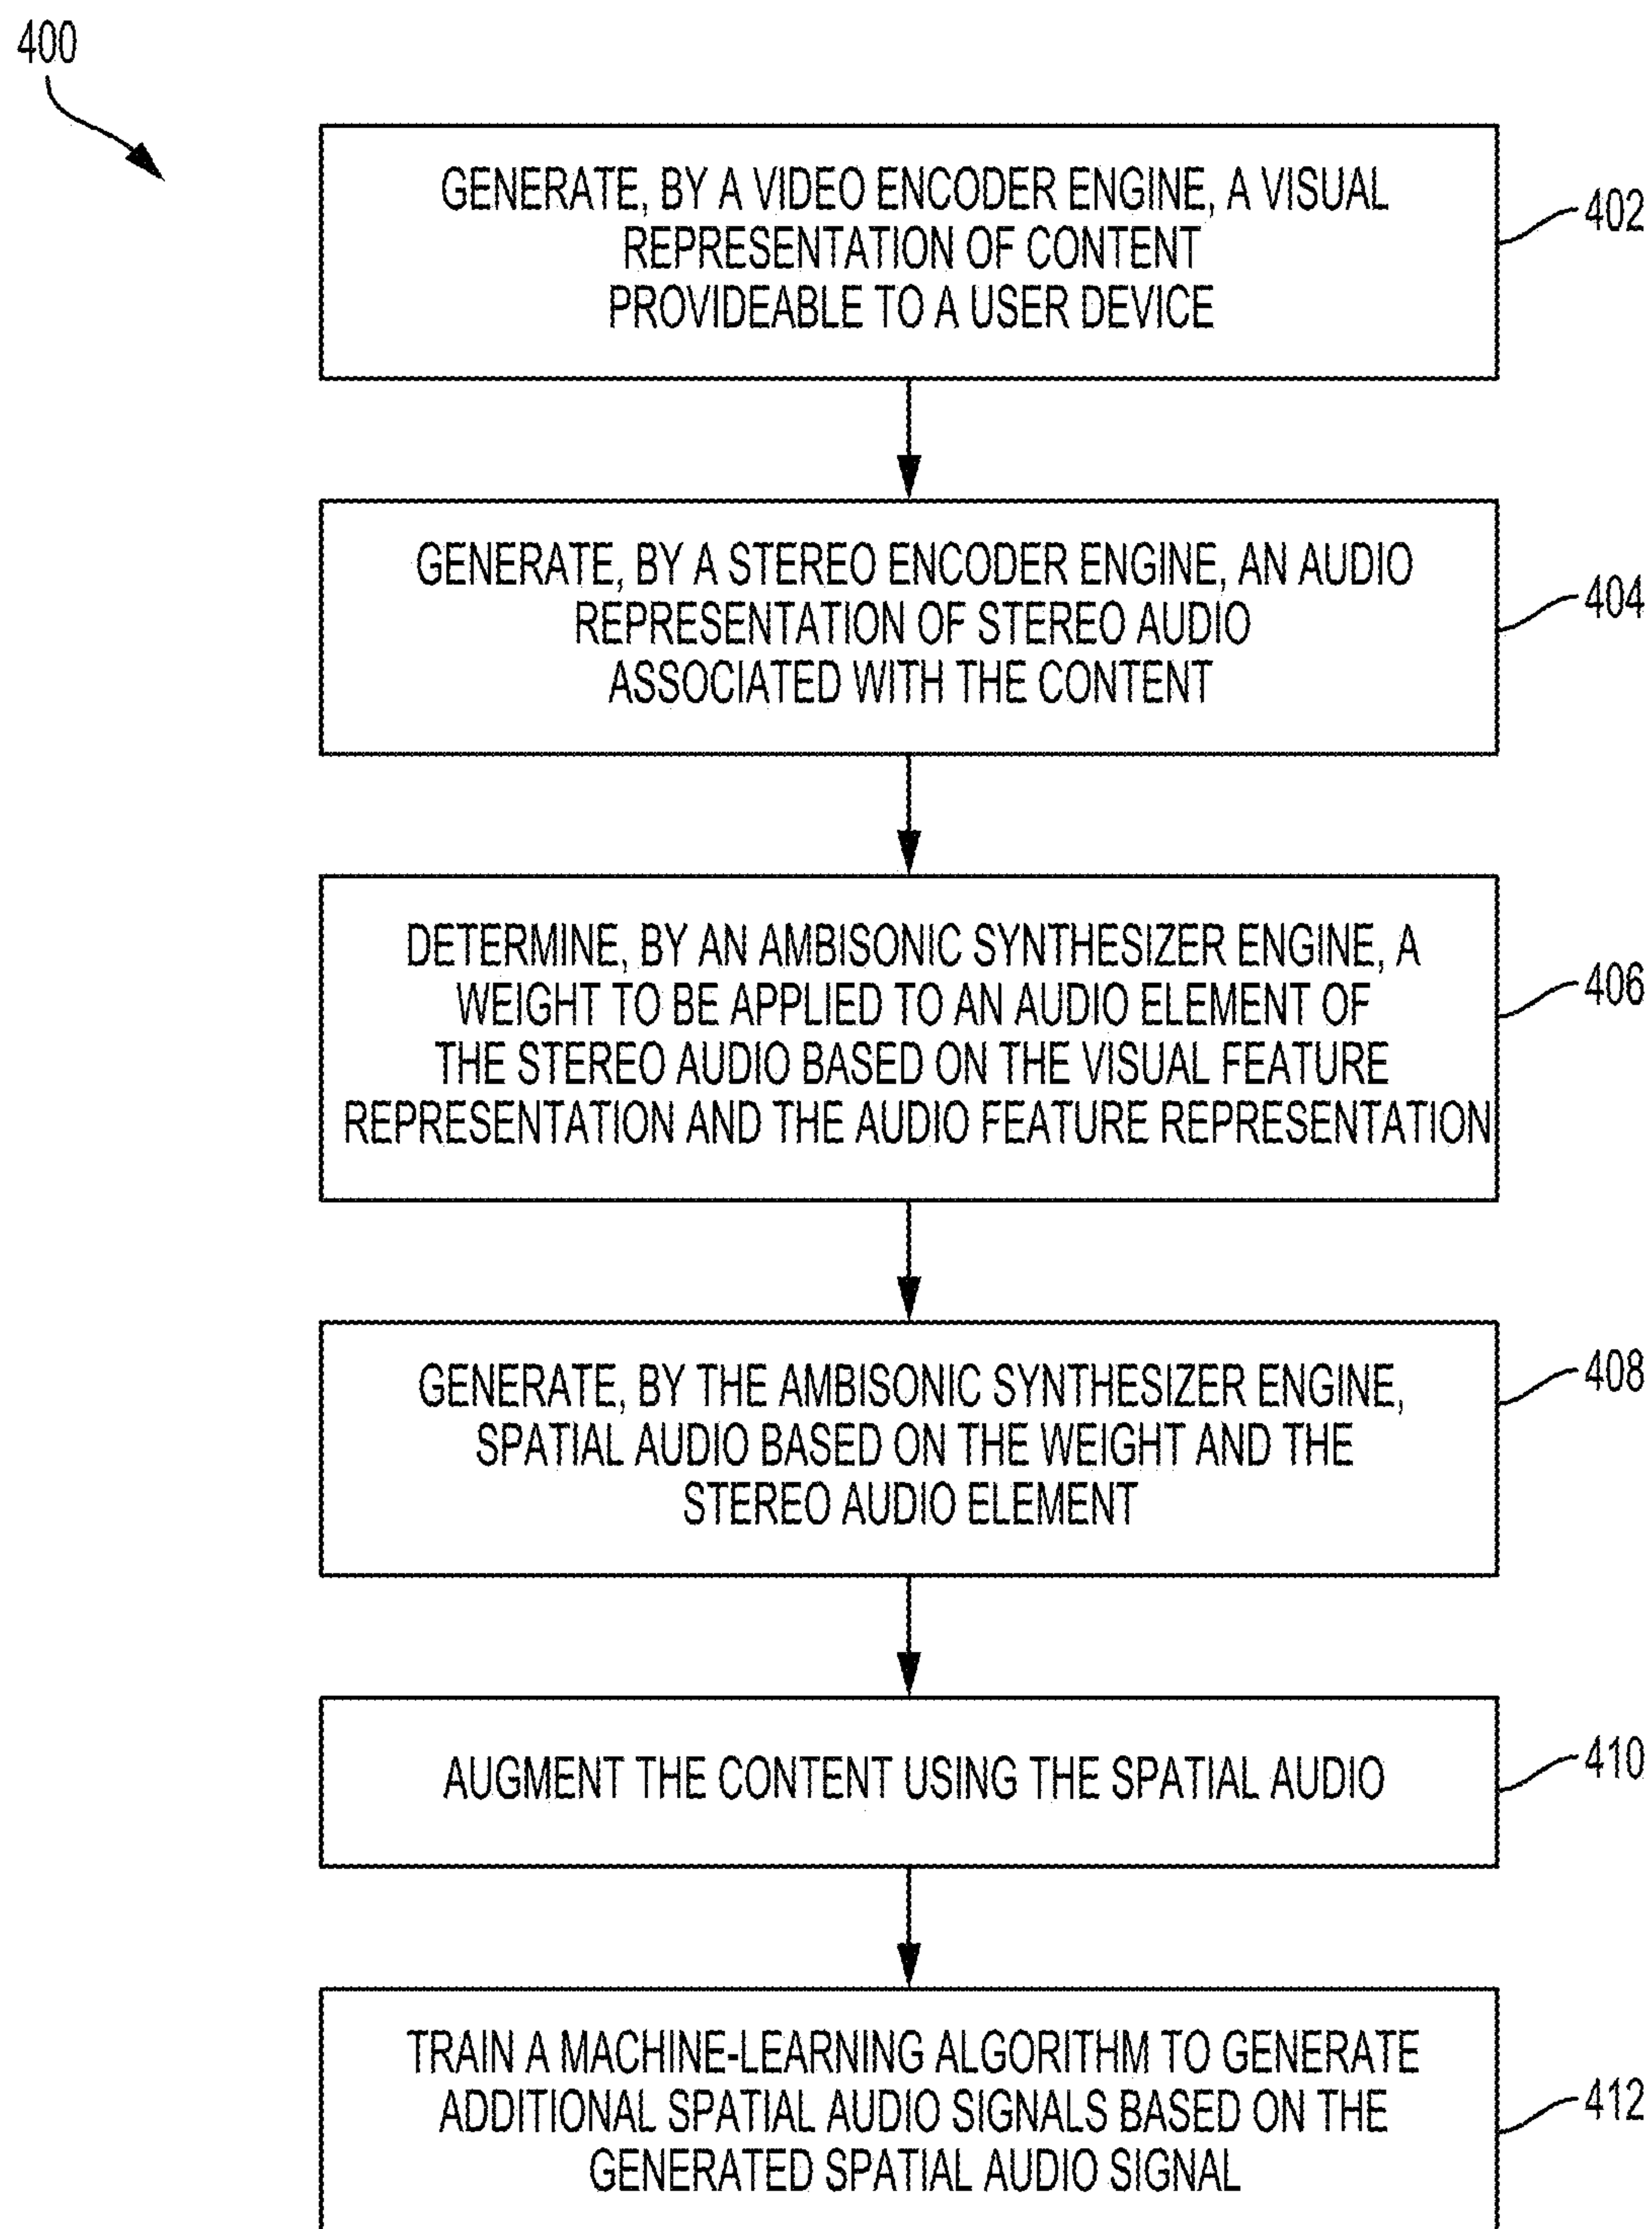 400
GENERATE, BY A VIDEO ENCODER ENGINE, A VISUAL
REPRESENTATION OF CONTENT
PROVIDEABLE TO A USER DEVICE
402
GENERATE, BY A STEREO ENCODER ENGINE, AN AUDIO
REPRESENTATION OF STEREO AUDIO
ASSOCIATED WITH THE CONTENT
404
DETERMINE, BY AN AMBISONIC SYNTHESIZER ENGINE, A
WEIGHT TO BE APPLIED TO AN AUDIO ELEMENT OF
THE STEREO AUDIO BASED ON THE VISUAL FEATURE
REPRESENTATION AND THE AUDIO FEATURE REPRESENTATION
406
GENERATE, BY THE AMBISONIC SYNTHESIZER ENGINE,
SPATIAL AUDIO BASED ON THE WEIGHT AND THE
STEREO AUDIO ELEMENT
408
AUGMENT THE CONTENT USING THE SPATIAL AUDIO
410
TRAIN A MACHINE-LEARNING ALGORITHM TO GENERATE
ADDITIONAL SPATIAL AUDIO SIGNALS BASED ON THE
GENERATED SPATIAL AUDIO SIGNAL
412